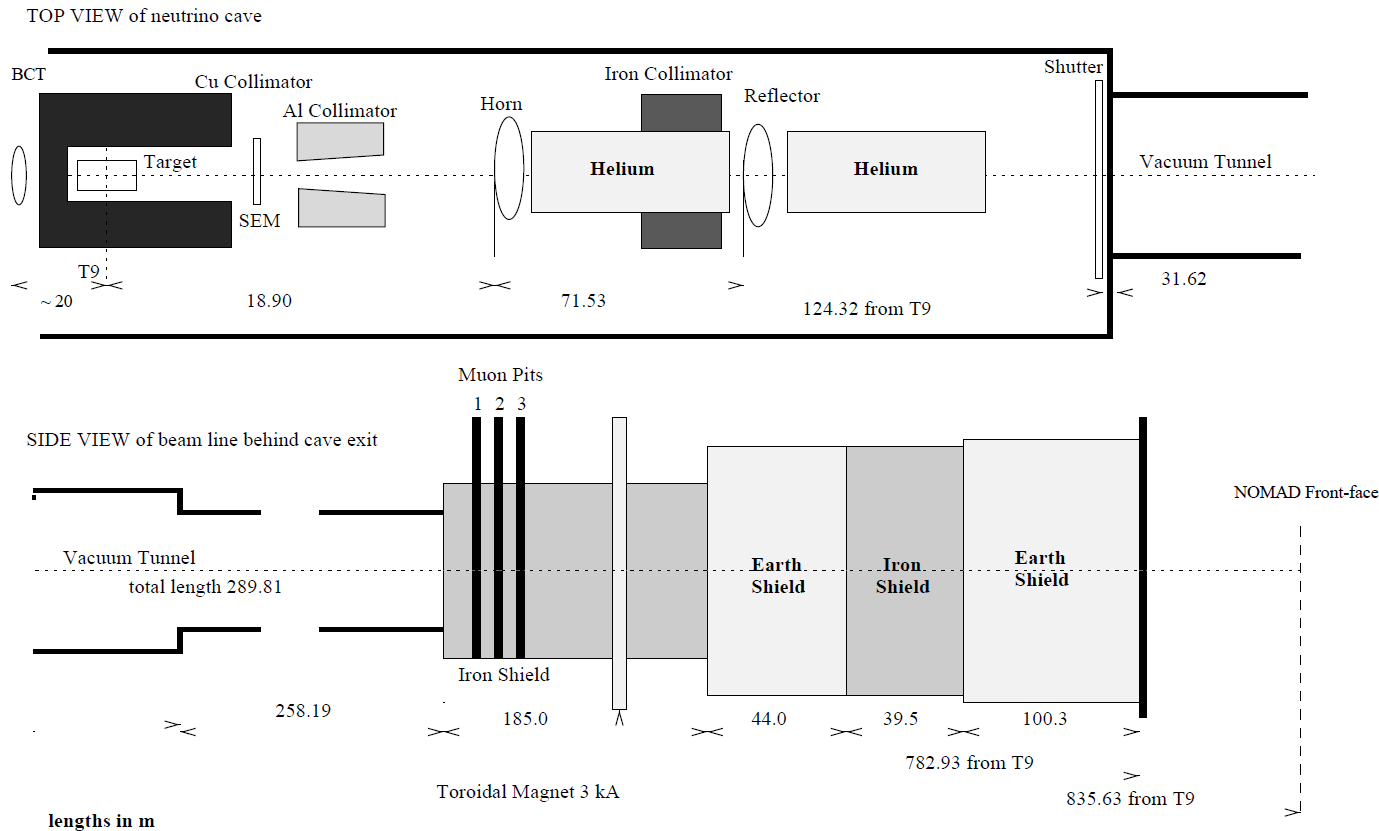 TOP VIEW of neutrino cave
BCT
Cu Collimator
Al Collimator
Horn
Iron Collimator
Reflector
Shutter
Target
Helium
Helium
Vacuum Tunnel
SEM
T9
~ 20
18.90
71.53
124.32 from T9
31.62
Muon Pits
1 2 3
SIDE VIEW of beam line behind cave exit
NOMAD Front-face
Vacuum Tunnel
total length 289.81
Earth
Shield
Iron
Shield
Earth
Shield
Iron Shield
258.19
185.0
44.0
39.5
100.3
782.93 from T9
Toroidal Magnet 3 kA
835.63 from T9
lengths in m